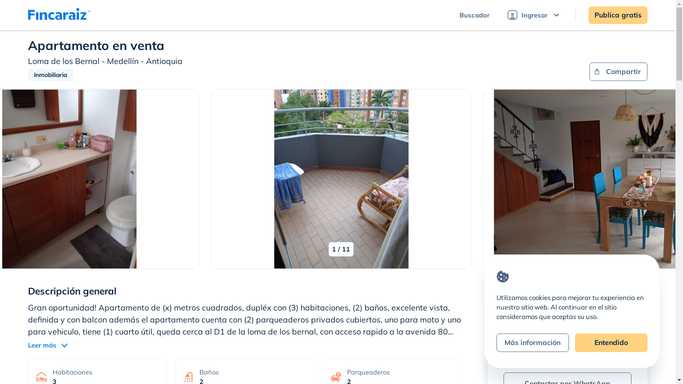 Fincaraiz
Buscador
Ingresar
Publica gratis
Apartamento en venta
Loma de los Bernal - Medellín - Antioquia
Inmobiliaria
Compartir
1 / 11
Descripción general
Gran oportunidad! Apartamento de (x) metros cuadrados, dupléx con (3) habitaciones, (2) baños, excelente vista,
definida y con balcon además el apartamento cuenta con (2) parqueaderos privados cubiertos, uno para moto y uno
para vehiculo, tiene (1) cuarto útil, queda cerca al D1 de la loma de los bernal, con acceso rapido a la avenida 80...
Leer más
Habitaciones
3
Baños
2
Parqueaderos
2
Utilizamos cookies para mejorar tu experiencia en
nuestro sitio web. Al continuar en el sitio
consideramos que aceptas su uso.
Más información
Entendido
Contactar por WhatsApp